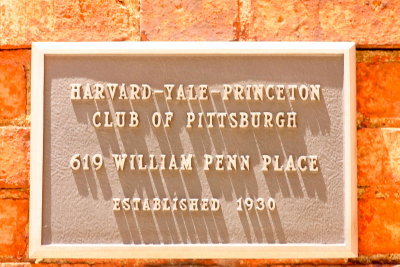 HARVARD-YALE-PRINCETON
CLUB OF PITTSBURGH
619 WILLIAM PENN PLACE
ESTABLISHED 1930